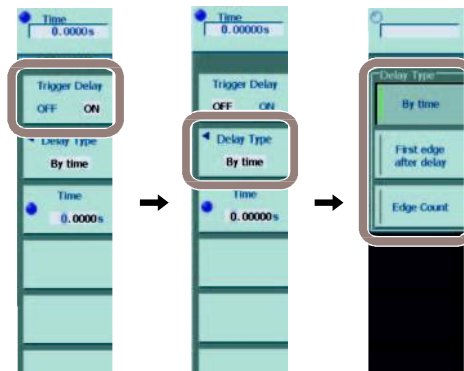 Time
0.0000s
Trigger Delay
OFF ON
Delay Type
By time
Time
0.0000s
Time
0.00000s
Trigger Delay
OFF ON
Delay Type
By time
Time
0.00000s
Delay Type
By time
First edge
after delay
Edge Count